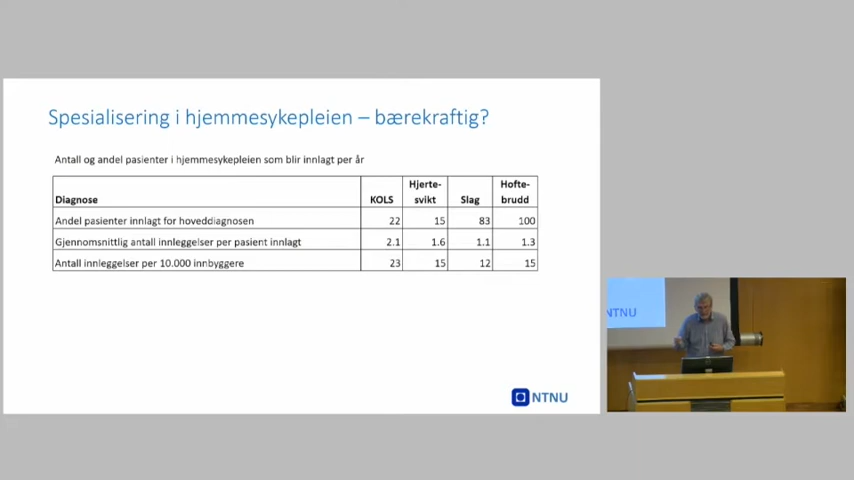 Spesialisering i hjemmesykepleien – bærekraftig?
Antall og andel pasienter i hjemmesykepleien som blir innlagt per år
Diagnose KOLS Hjerte-svikt Slag Hofte-brudd
Andel pasienter innlagt for hoveddiagnosen 22 15 83 100
Gjennomsnittlig antall innleggelser per pasient innlagt 2.1 1.6 1.1 1.3
Antall innleggelser per 10.000 innbyggere 23 15 12 15
NTNU
NTNU